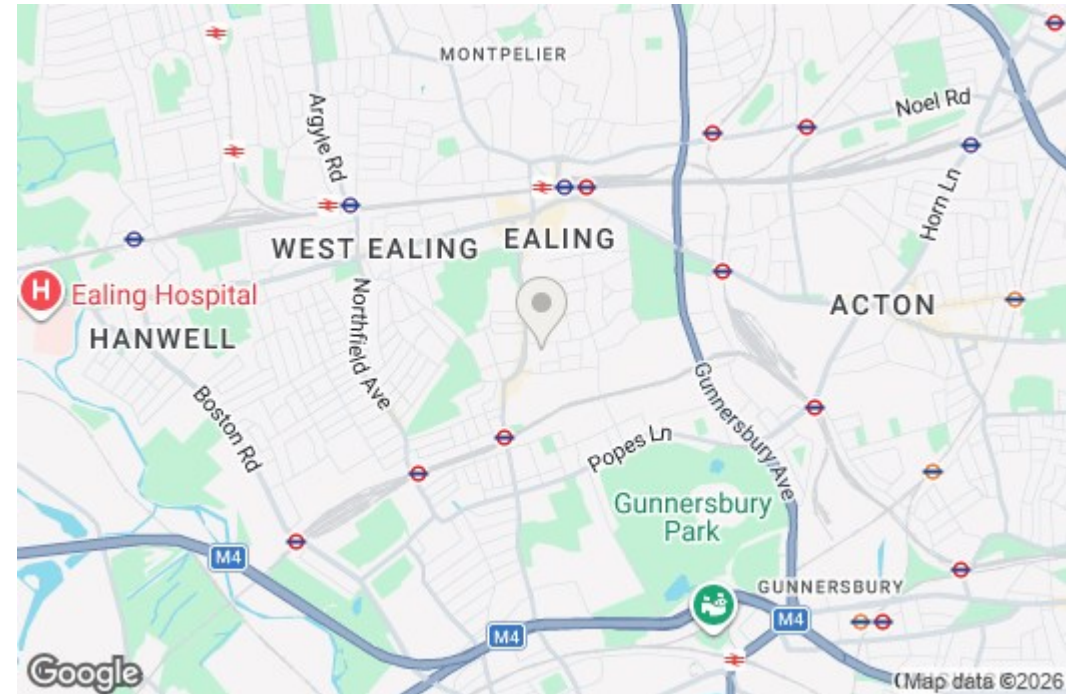 MONTPELIER
Noel Rd
Argyle Rd
Horn Ln
WEST EALING
EALING
H
Ealing Hospital
ACTON
HANWELL
Northfield Ave
Gunnersbury Ave
Boston Rd
Popes Ln
Gunnersbury
Park
M4
GUNNERSBURY
M4
M4
Google
Map data ©2026